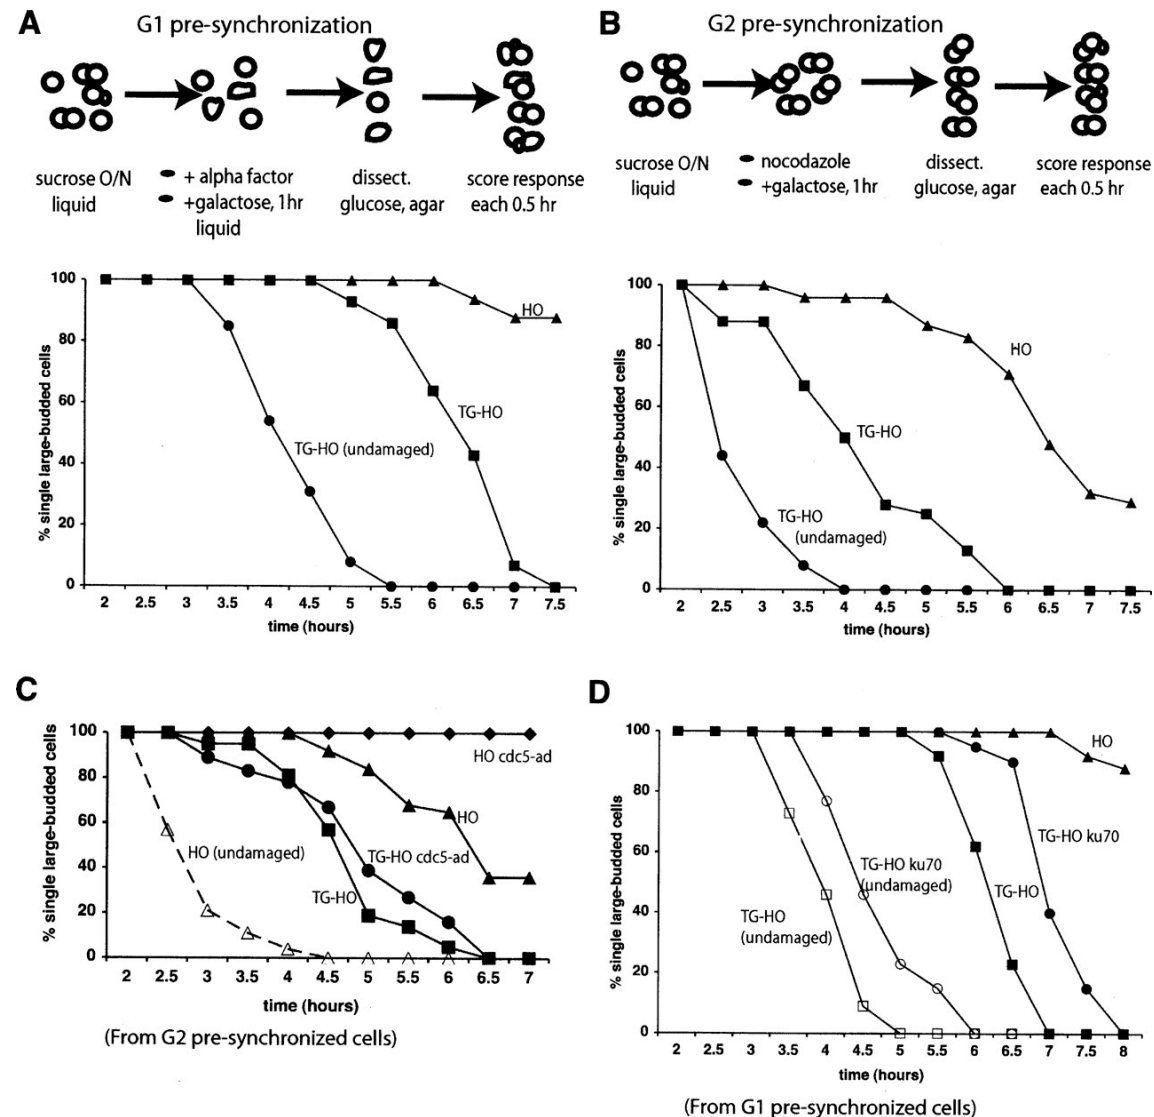 A
G1 pre-synchronization
sucrose O/N
liquid
+ alpha factor
+galactose, 1hr
liquid
dissect.
glucose, agar
score response
each 0.5 hr
% single large-budded cells
100
80
60
40
20
0
HO
TG-HO
TG-HO (undamaged)
2 2.5 3 3.5 4 4.5 5 5.5 6 6.5 7 7.5
time (hours)
B
G2 pre-synchronization
sucrose O/N
liquid
nocodazole
+galactose, 1hr
dissect.
glucose, agar
score response
each 0.5 hr
% single large-budded cells
100
80
60
40
20
0
HO
TG-HO
TG-HO
(undamaged)
2 2.5 3 3.5 4 4.5 5 5.5 6 6.5 7 7.5
time (hours)
C
% single large-budded cells
100
80
60
40
20
0
HO cdc5-ad
HO
HO (undamaged)
TG-HO cdc5-ad
TG-HO
2 2.5 3 3.5 4 4.5 5 5.5 6 6.5 7
time (hours)
(From G2 pre-synchronized cells)
D
% single large-budded cells
100
80
60
40
20
0
HO
TG-HO ku70
TG-HO ku70
(undamaged)
TG-HO
TG-HO
(undamaged)
2 2.5 3 3.5 4 4.5 5 5.5 6 6.5 7 7.5 8
time (hours)
(From G1 pre-synchronized cells)